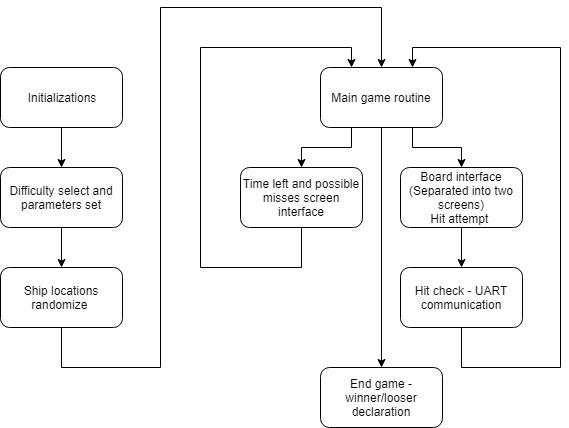 Initializations
Difficulty select and
parameters set
Ship locations
randomize
Main game routine
Time left and possible
misses screen
interface
Board interface
(Separated into two
screens)
Hit attempt
Hit check - UART
communication
End game -
winner/looser
declaration